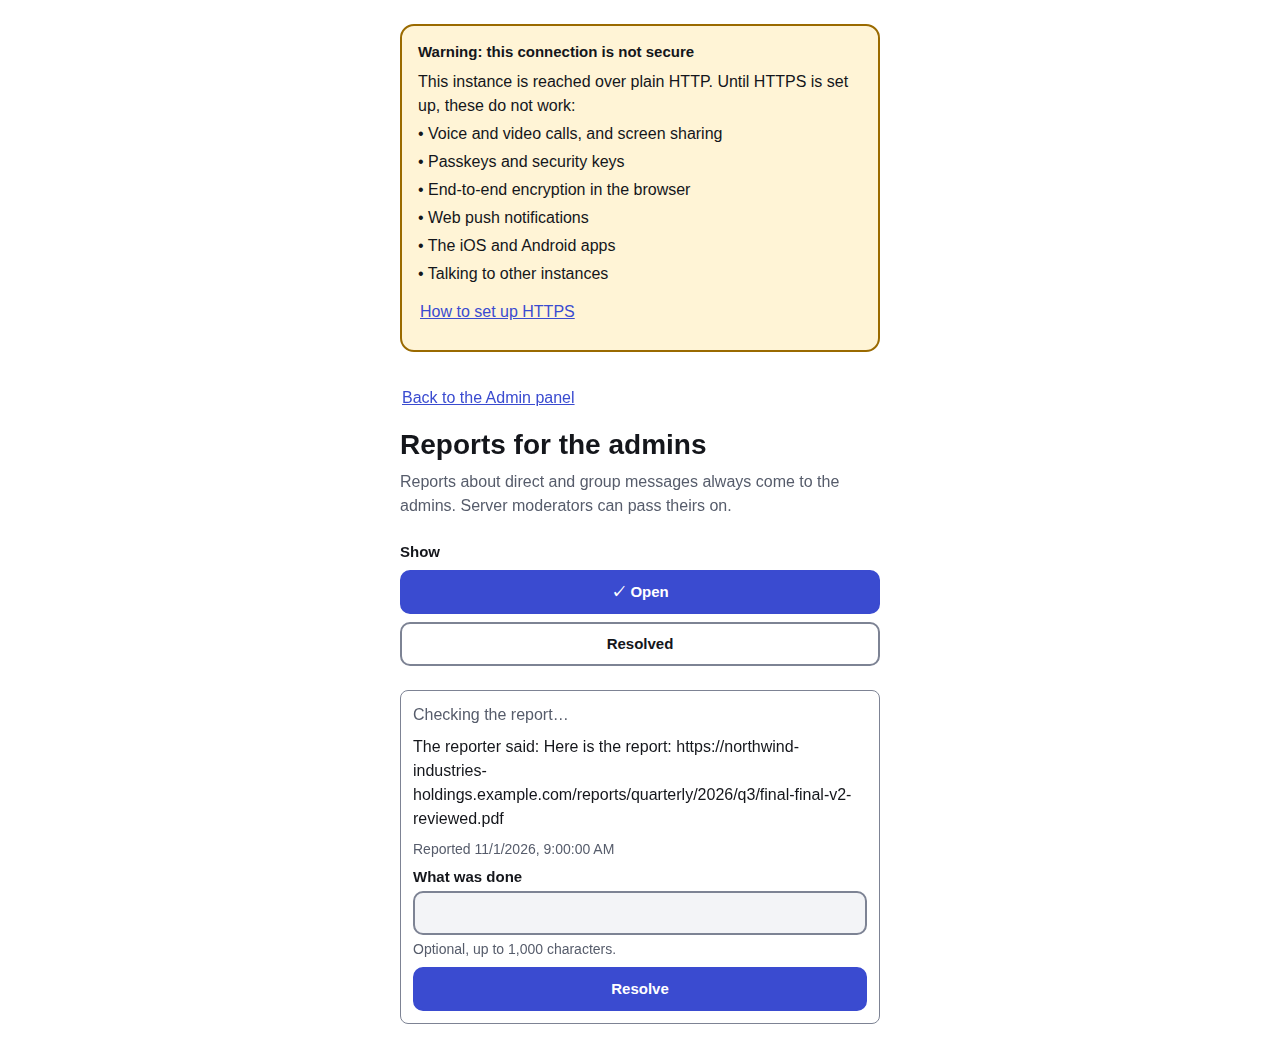 Warning: this connection is not secure
This instance is reached over plain HTTP. Until HTTPS is set
up, these do not work:
• Voice and video calls, and screen sharing
• Passkeys and security keys
• End-to-end encryption in the browser
• Web push notifications
• The iOS and Android apps
• Talking to other instances
How to set up HTTPS
Back to the Admin panel
Reports for the admins
Reports about direct and group messages always come to the
admins. Server moderators can pass theirs on.
Show
✓ Open
Resolved
Checking the report…
The reporter said: Here is the report: https://northwind-
industries-
holdings.example.com/reports/quarterly/2026/q3/final-final-v2-
reviewed.pdf
Reported 11/1/2026, 9:00:00 AM
What was done
Optional, up to 1,000 characters.
Resolve